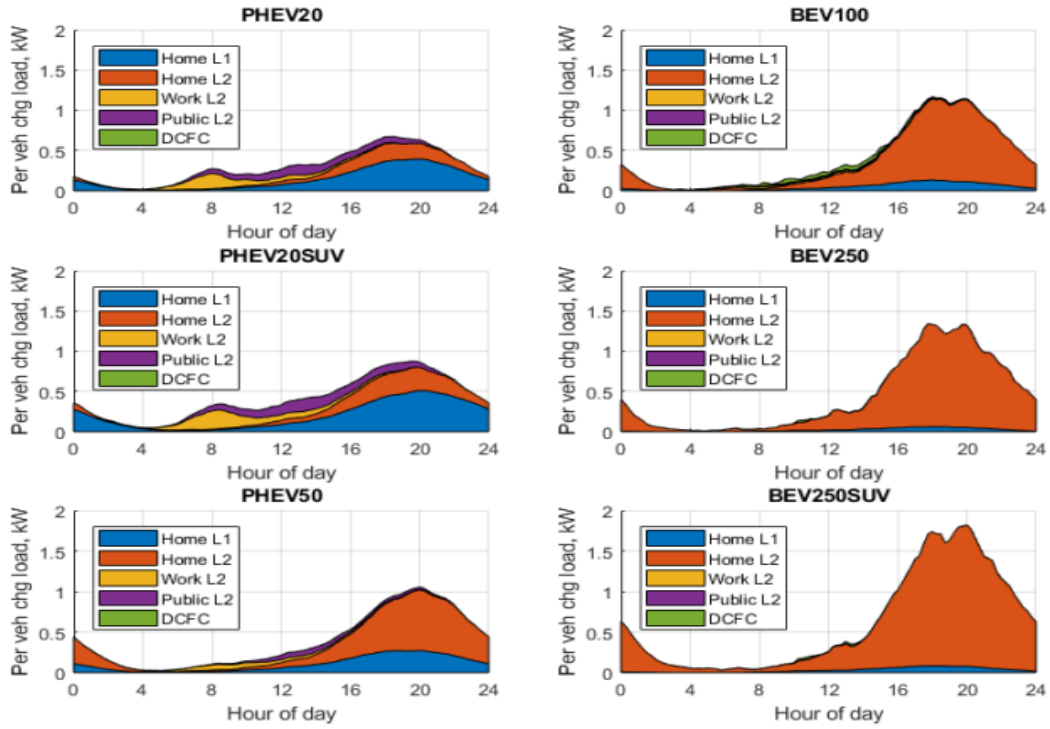 PHEV20
Per veh chg load, kW
2
1.5
1
0.5
0
Home L1
Home L2
Work L2
Public L2
DCFC
0 4 8 12 16 20 24
Hour of day
BEV100
Per veh chg load, kW
2
1.5
1
0.5
0
Home L1
Home L2
Work L2
Public L2
DCFC
0 4 8 12 16 20 24
Hour of day
PHEV20SUV
Per veh chg load, kW
2
1.5
1
0.5
0
Home L1
Home L2
Work L2
Public L2
DCFC
0 4 8 12 16 20 24
Hour of day
BEV250
Per veh chg load, kW
2
1.5
1
0.5
0
Home L1
Home L2
Work L2
Public L2
DCFC
0 4 8 12 16 20 24
Hour of day
PHEV50
Per veh chg load, kW
2
1.5
1
0.5
0
Home L1
Home L2
Work L2
Public L2
DCFC
0 4 8 12 16 20 24
Hour of day
BEV250SUV
Per veh chg load, kW
2
1.5
1
0.5
0
Home L1
Home L2
Work L2
Public L2
DCFC
0 4 8 12 16 20 24
Hour of day